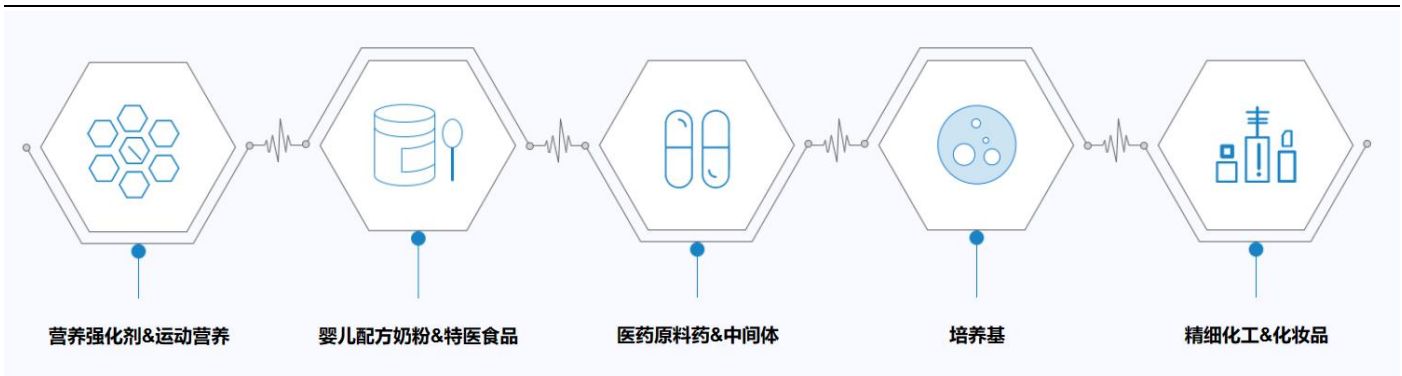 营养强化剂&运动营养
婴儿配方奶粉&特医食品
医药原料药&中间体
培养基
精细化工&化妆品